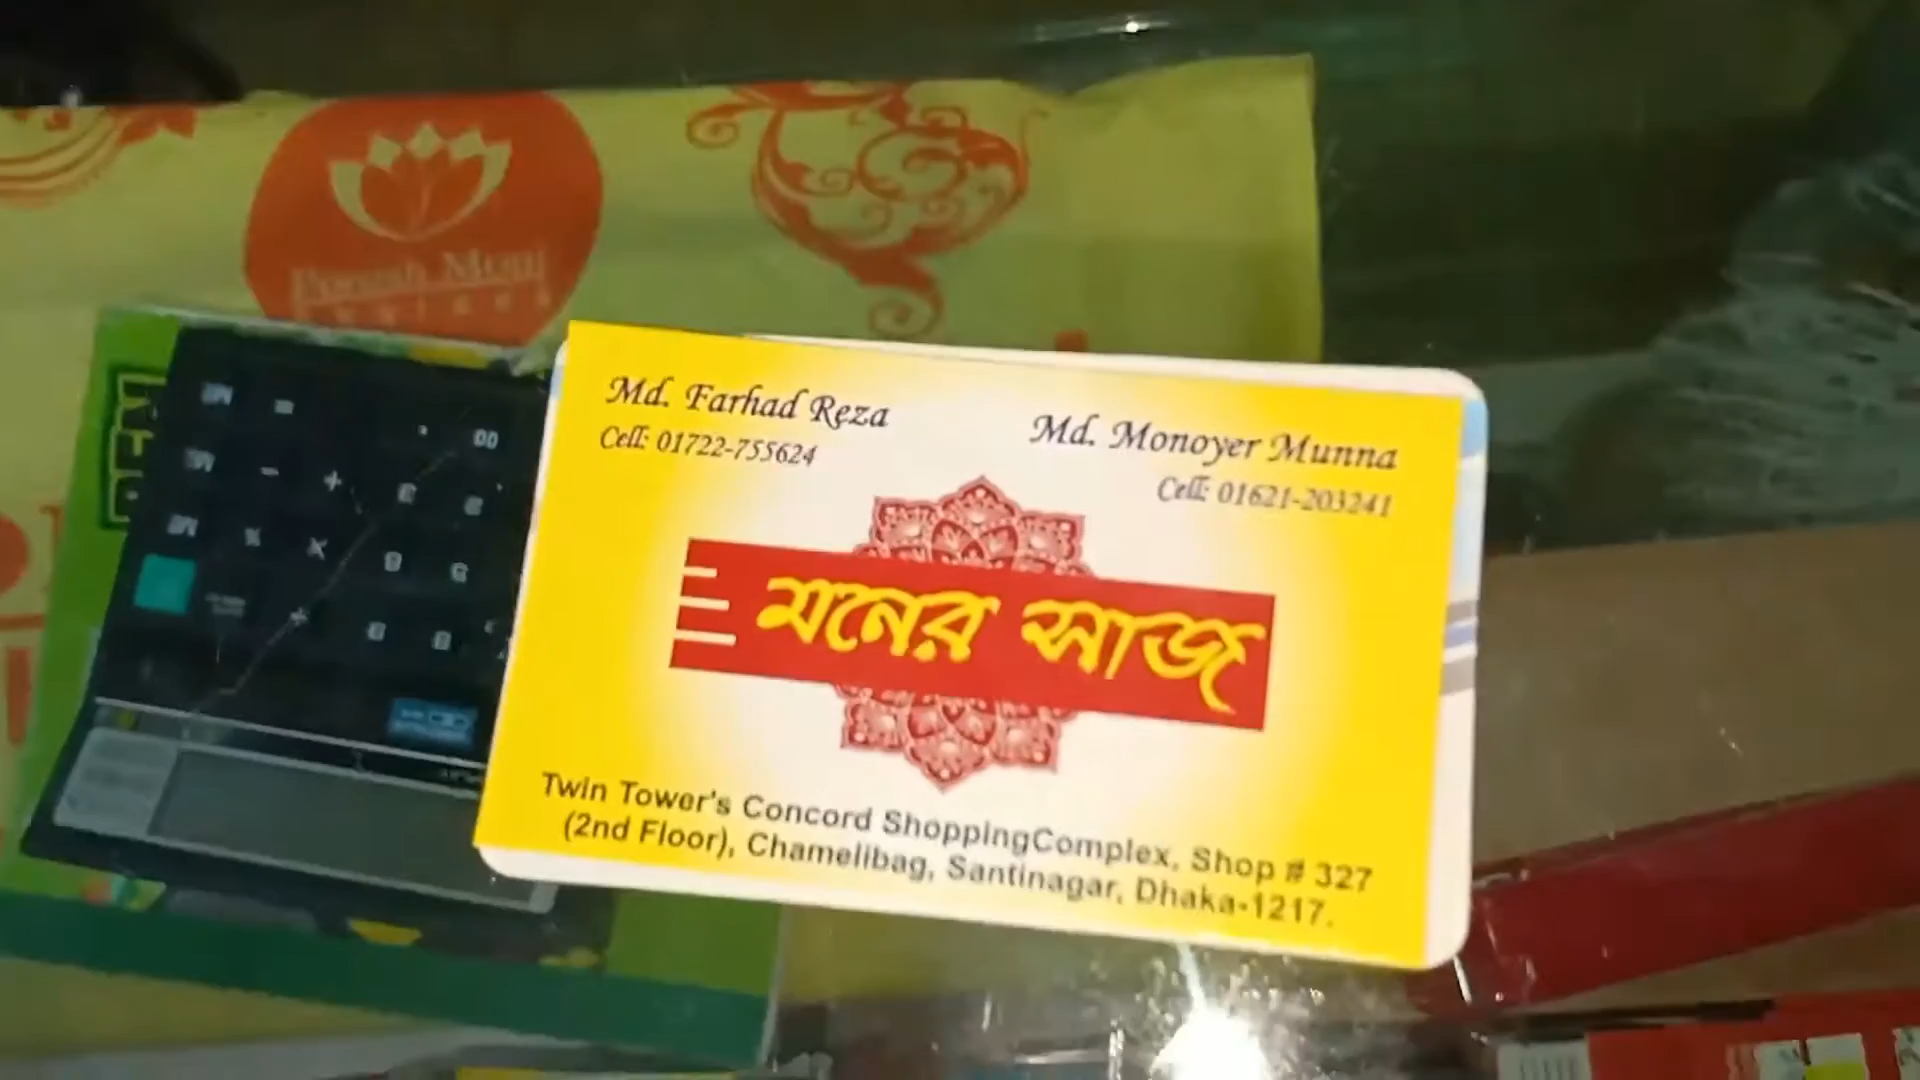 Md. Farhad Reza
Cell: 01722-755624
Md. Monoyer Munna
Cell: 01621-203241
মনের সাজ
Twin Tower's Concord ShoppingComplex, Shop # 327
(2nd Floor), Chamelibag, Santinagar, Dhaka-1217.